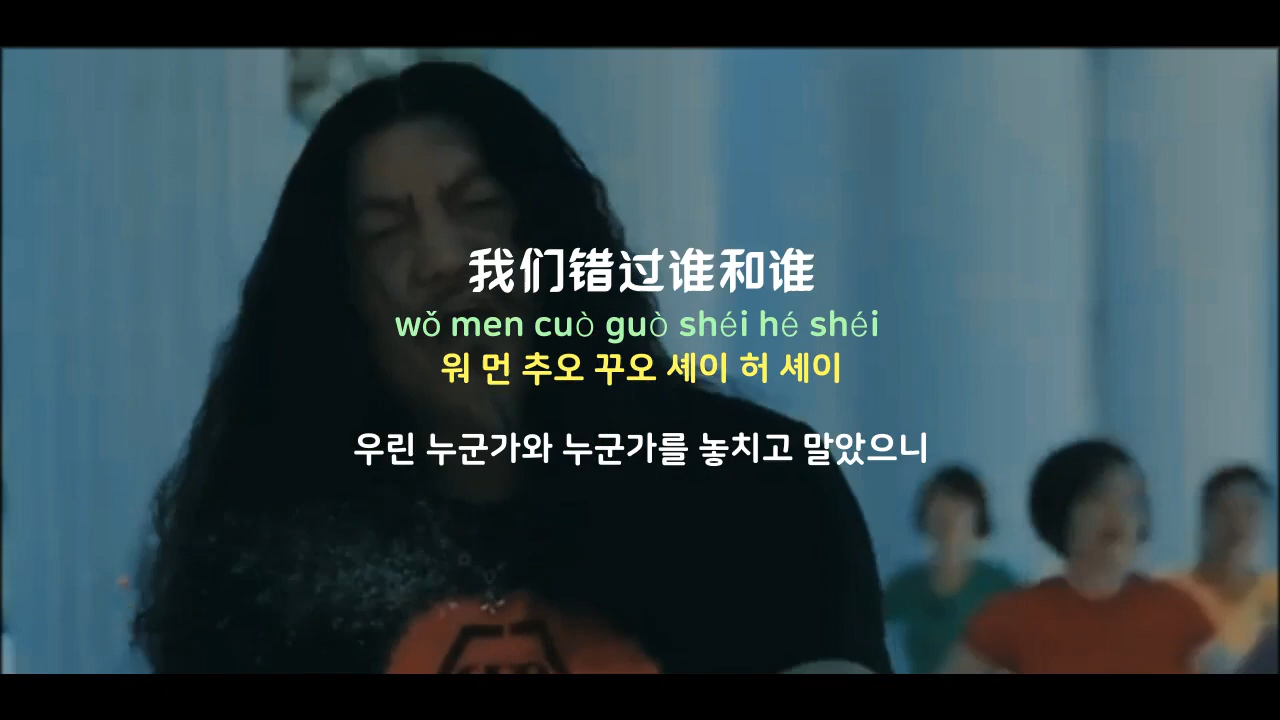 我们错过谁和谁
wǒ men cuò guò shéi hé shéi
워 먼 추오 꾸오 셰이 허 셰이
우린 누군가와 누군가를 놓치고 말았으니